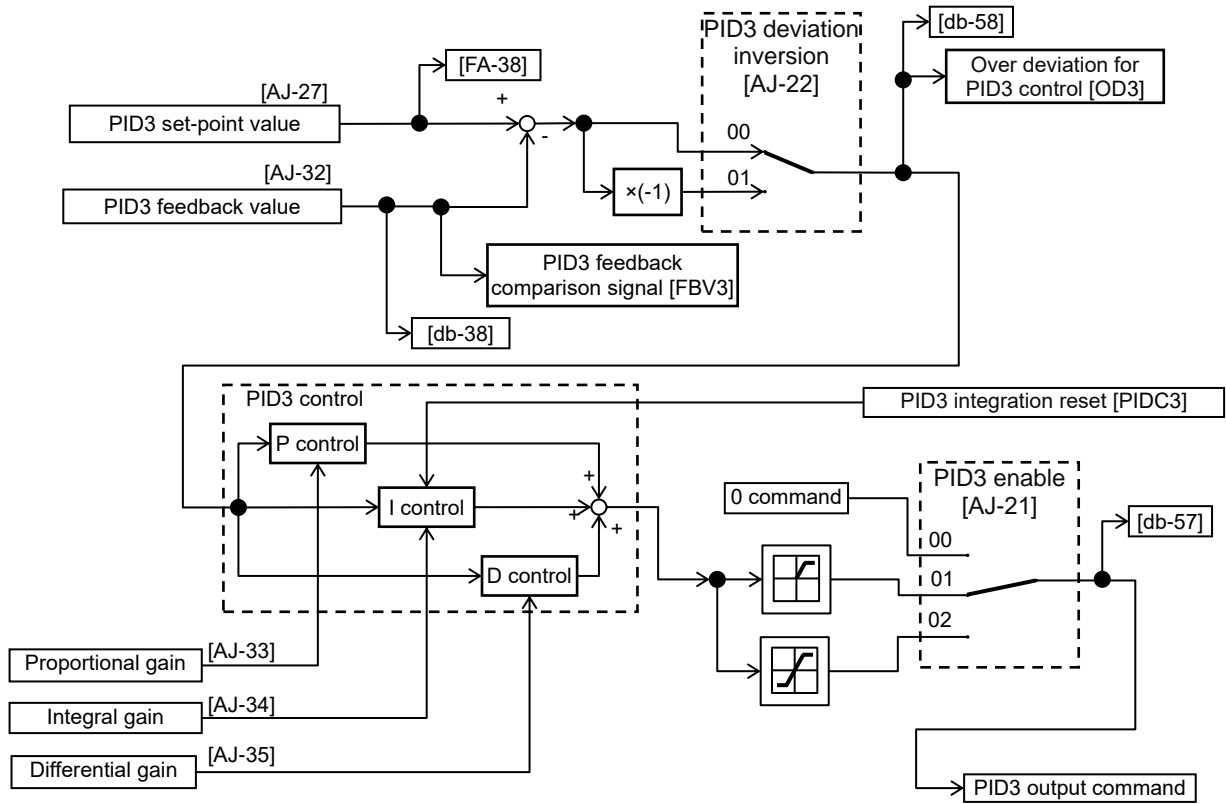 PID3 deviation
inversion
[AJ-22]
[db-58]
Over deviation for
PID3 control [OD3]
[FA-38]
[AJ-27]
PID3 set-point value
+
-
00
01
×(-1)
[AJ-32]
PID3 feedback value
PID3 feedback
comparison signal [FBV3]
[db-38]
PID3 control
PID3 integration reset [PIDC3]
P control
I control
D control
+
+
+
0 command
PID3 enable
[AJ-21]
00
01
02
[db-57]
Proportional gain
[AJ-33]
Integral gain
[AJ-34]
Differential gain
[AJ-35]
PID3 output command